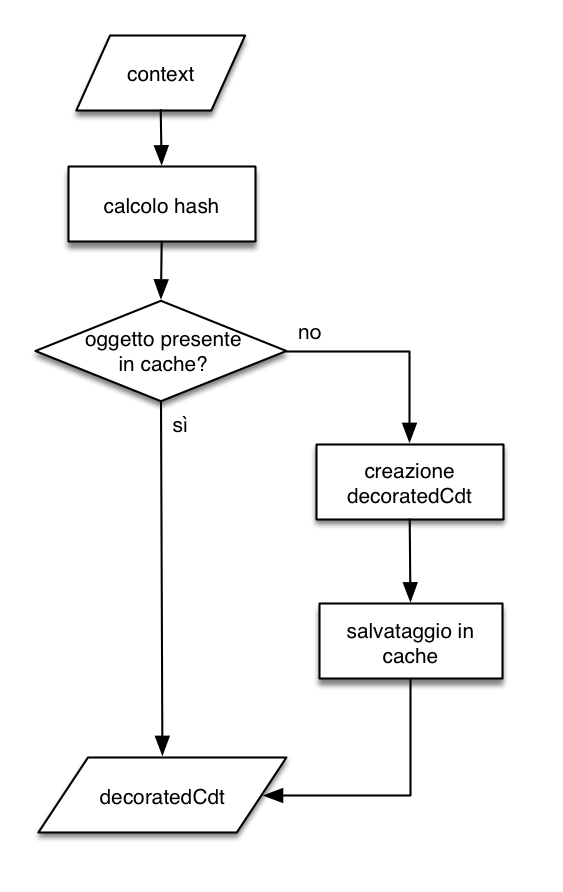 context
calcolo hash
oggetto presente
in cache?
no
sì
creazione
decoratedCdt
salvataggio in
cache
decoratedCdt